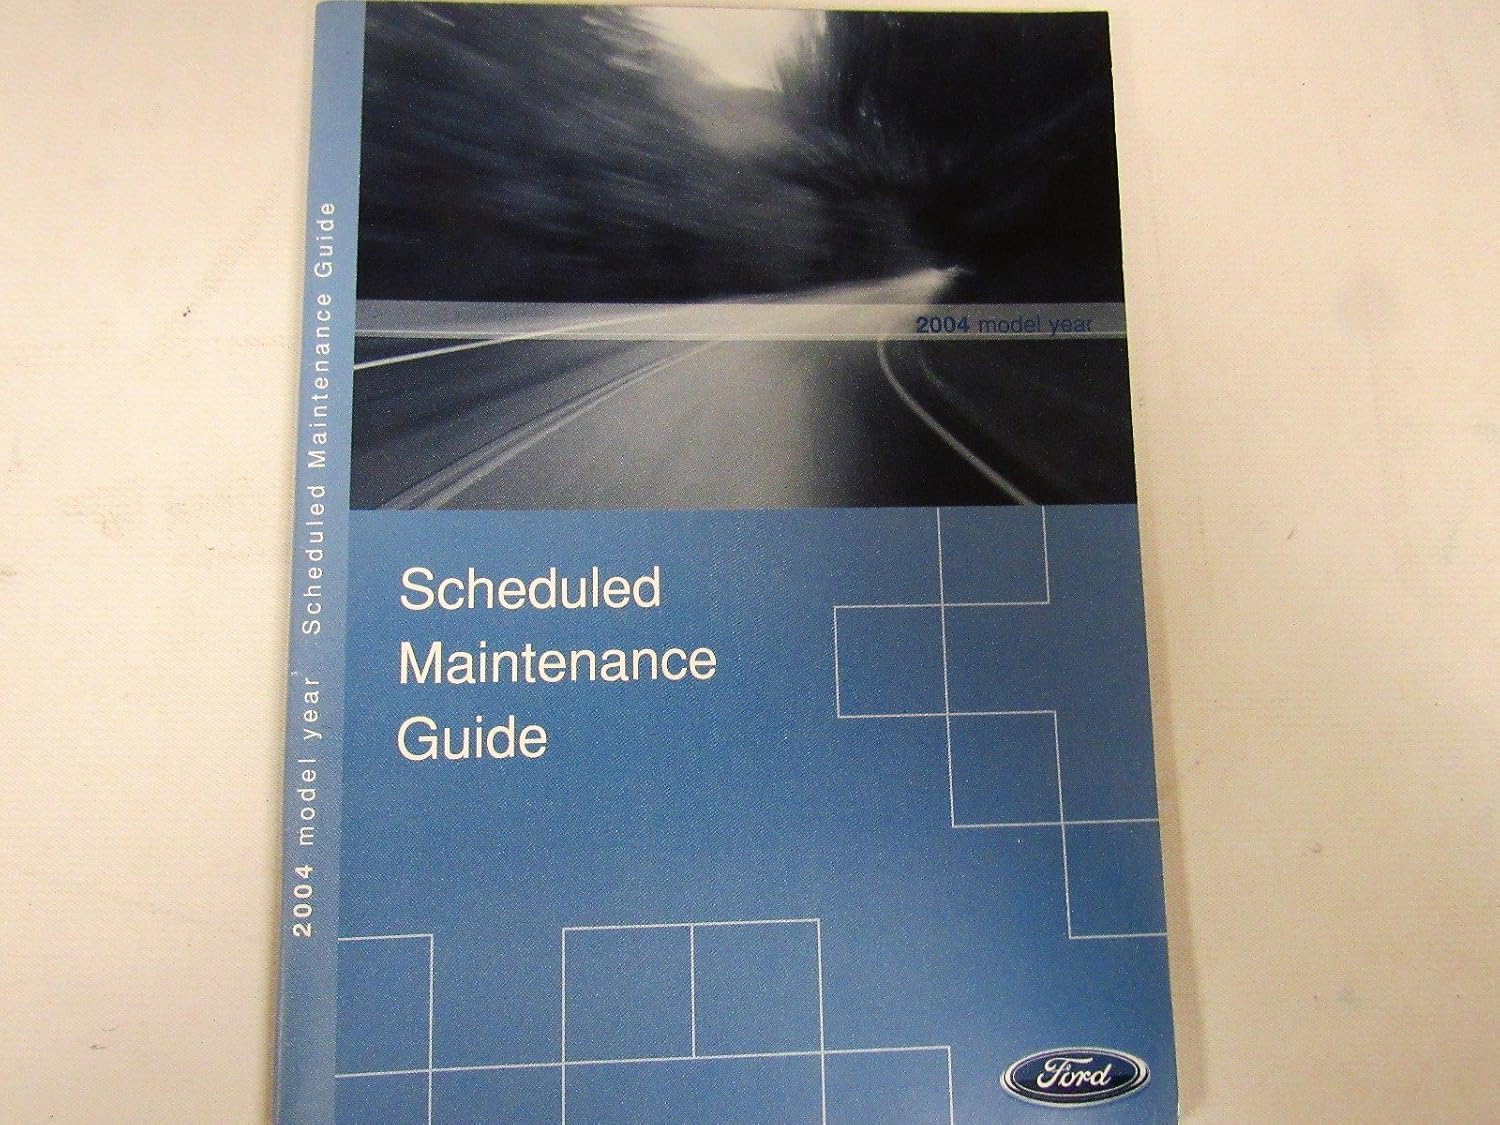 2004 model year Scheduled Maintenance Guide
2004 model year
Scheduled
Maintenance
Guide
Ford